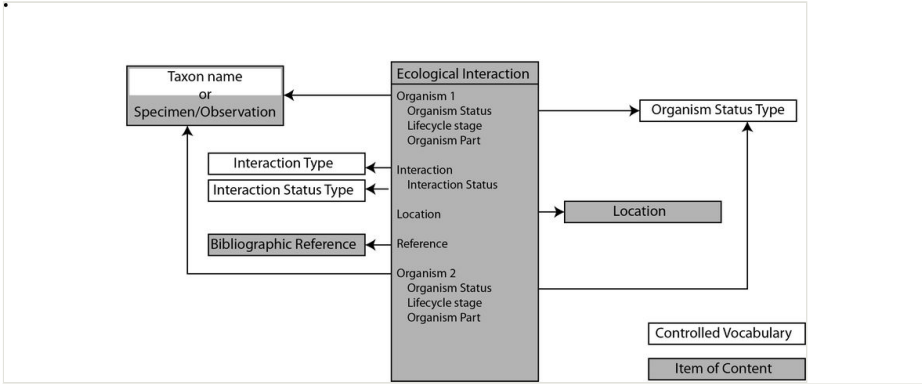 Taxon name
or
Specimen/Observation
Interaction Type
Interaction Status Type
Bibliographic Reference
Ecological Interaction
Organism 1
Organism Status
Lifecycle stage
Organism Part
Interaction
Interaction Status
Location
Reference
Organism 2
Organism Status
Lifecycle stage
Organism Part
Organism Status Type
Location
Controlled Vocabulary
Item of Content